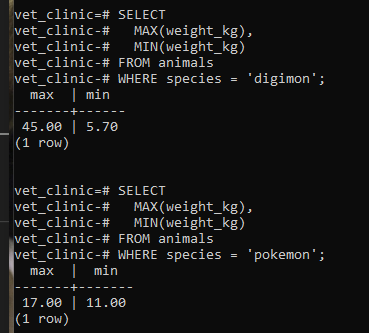 vet_clinic=# SELECT
vet_clinic-#   MAX(weight_kg),
vet_clinic-#   MIN(weight_kg)
vet_clinic-# FROM animals
vet_clinic-# WHERE species = 'digimon';
  max  | min
-------+------
 45.00 | 5.70
(1 row)
vet_clinic=# SELECT
vet_clinic-#   MAX(weight_kg),
vet_clinic-#   MIN(weight_kg)
vet_clinic-# FROM animals
vet_clinic-# WHERE species = 'pokemon';
  max  |  min
-------+-------
 17.00 | 11.00
(1 row)